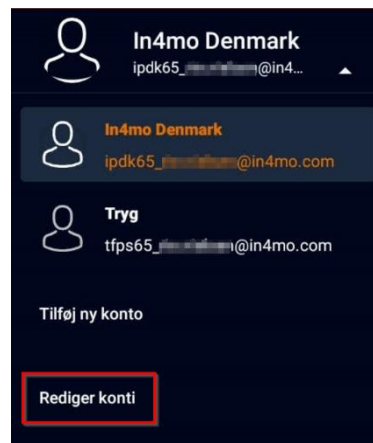 In4mo Denmark
ipdk65_ @in4...
In4mo Denmark
ipdk65_ @in4mo.com
Tryg
tfps65_ @in4mo.com
Tilføj ny konto
Rediger konti